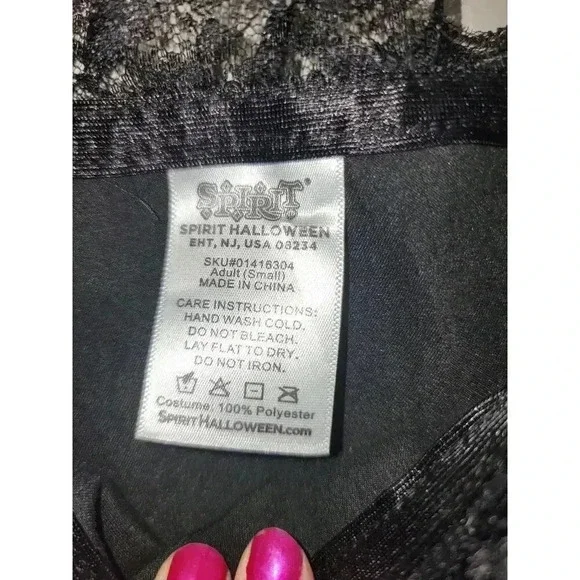 SPIRIT®
SPIRIT HALLOWEEN
EHT, NJ, USA 08234
SKU#01416304
Adult (Small)
MADE IN CHINA
CARE INSTRUCTIONS:
HAND WASH COLD.
DO NOT BLEACH.
LAY FLAT TO DRY.
DO NOT IRON.
Costume: 100% Polyester
SPIRITHALLOWEEN.com